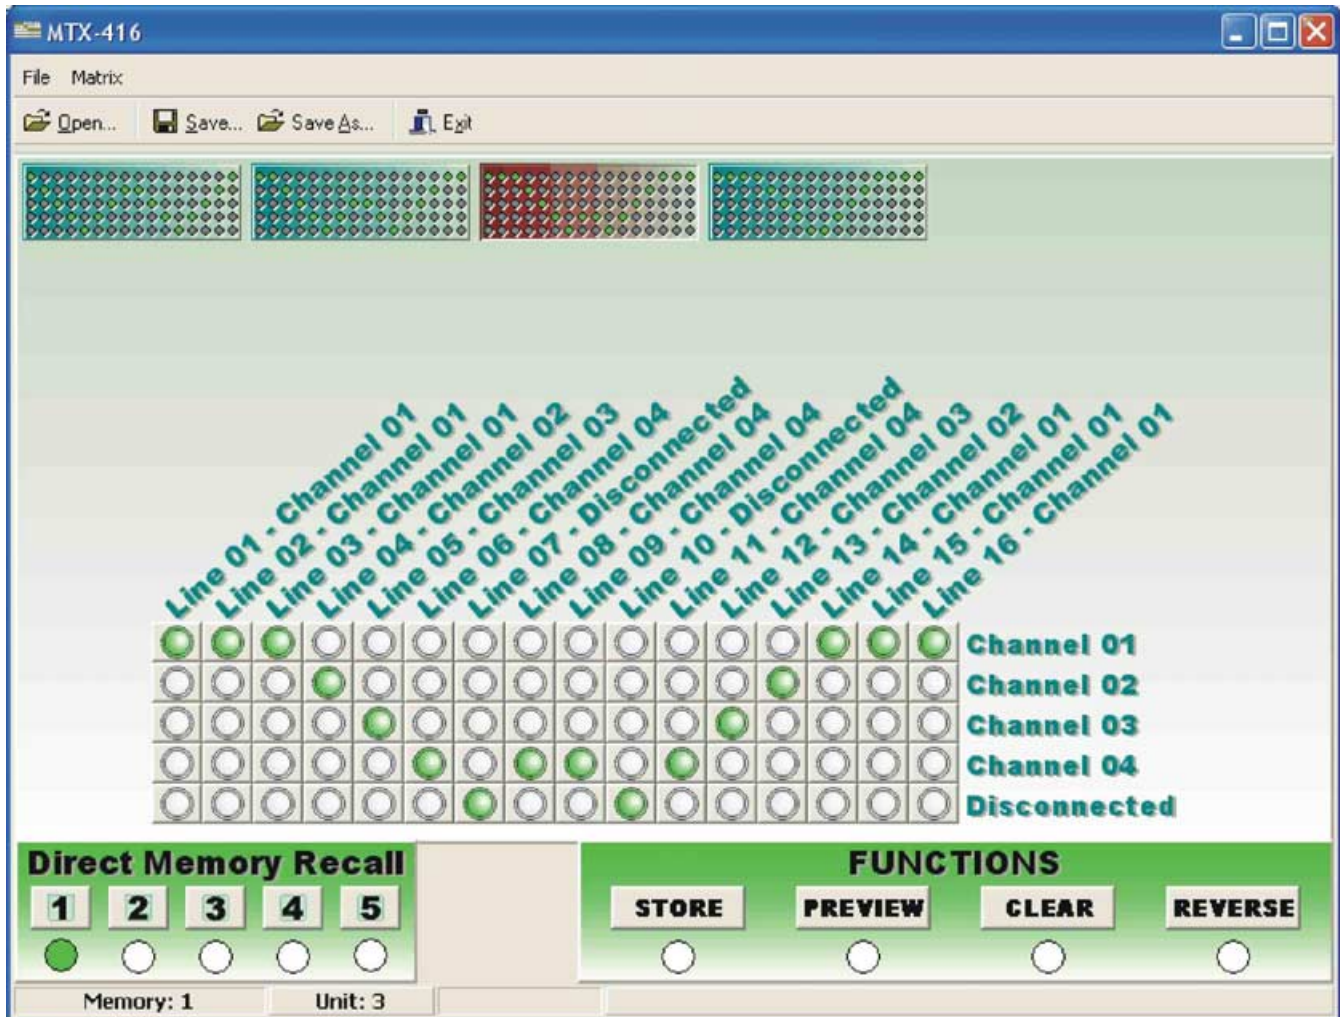 MTX-416
File Matrix
Open... Save... Save As... Exit
Line 01 - Channel 01
Line 02 - Channel 01
Line 03 - Channel 01
Line 04 - Channel 02
Line 05 - Channel 03
Line 06 - Channel 04
Line 07 - Disconnected
Line 08 - Channel 04
Line 09 - Channel 04
Line 10 - Disconnected
Line 11 - Channel 04
Line 12 - Channel 03
Line 13 - Channel 02
Line 14 - Channel 01
Line 15 - Channel 01
Line 16 - Channel 01
Channel 01
Channel 02
Channel 03
Channel 04
Disconnected
Direct Memory Recall
1 2 3 4 5
FUNCTIONS
STORE PREVIEW CLEAR REVERSE
Memory: 1 Unit: 3